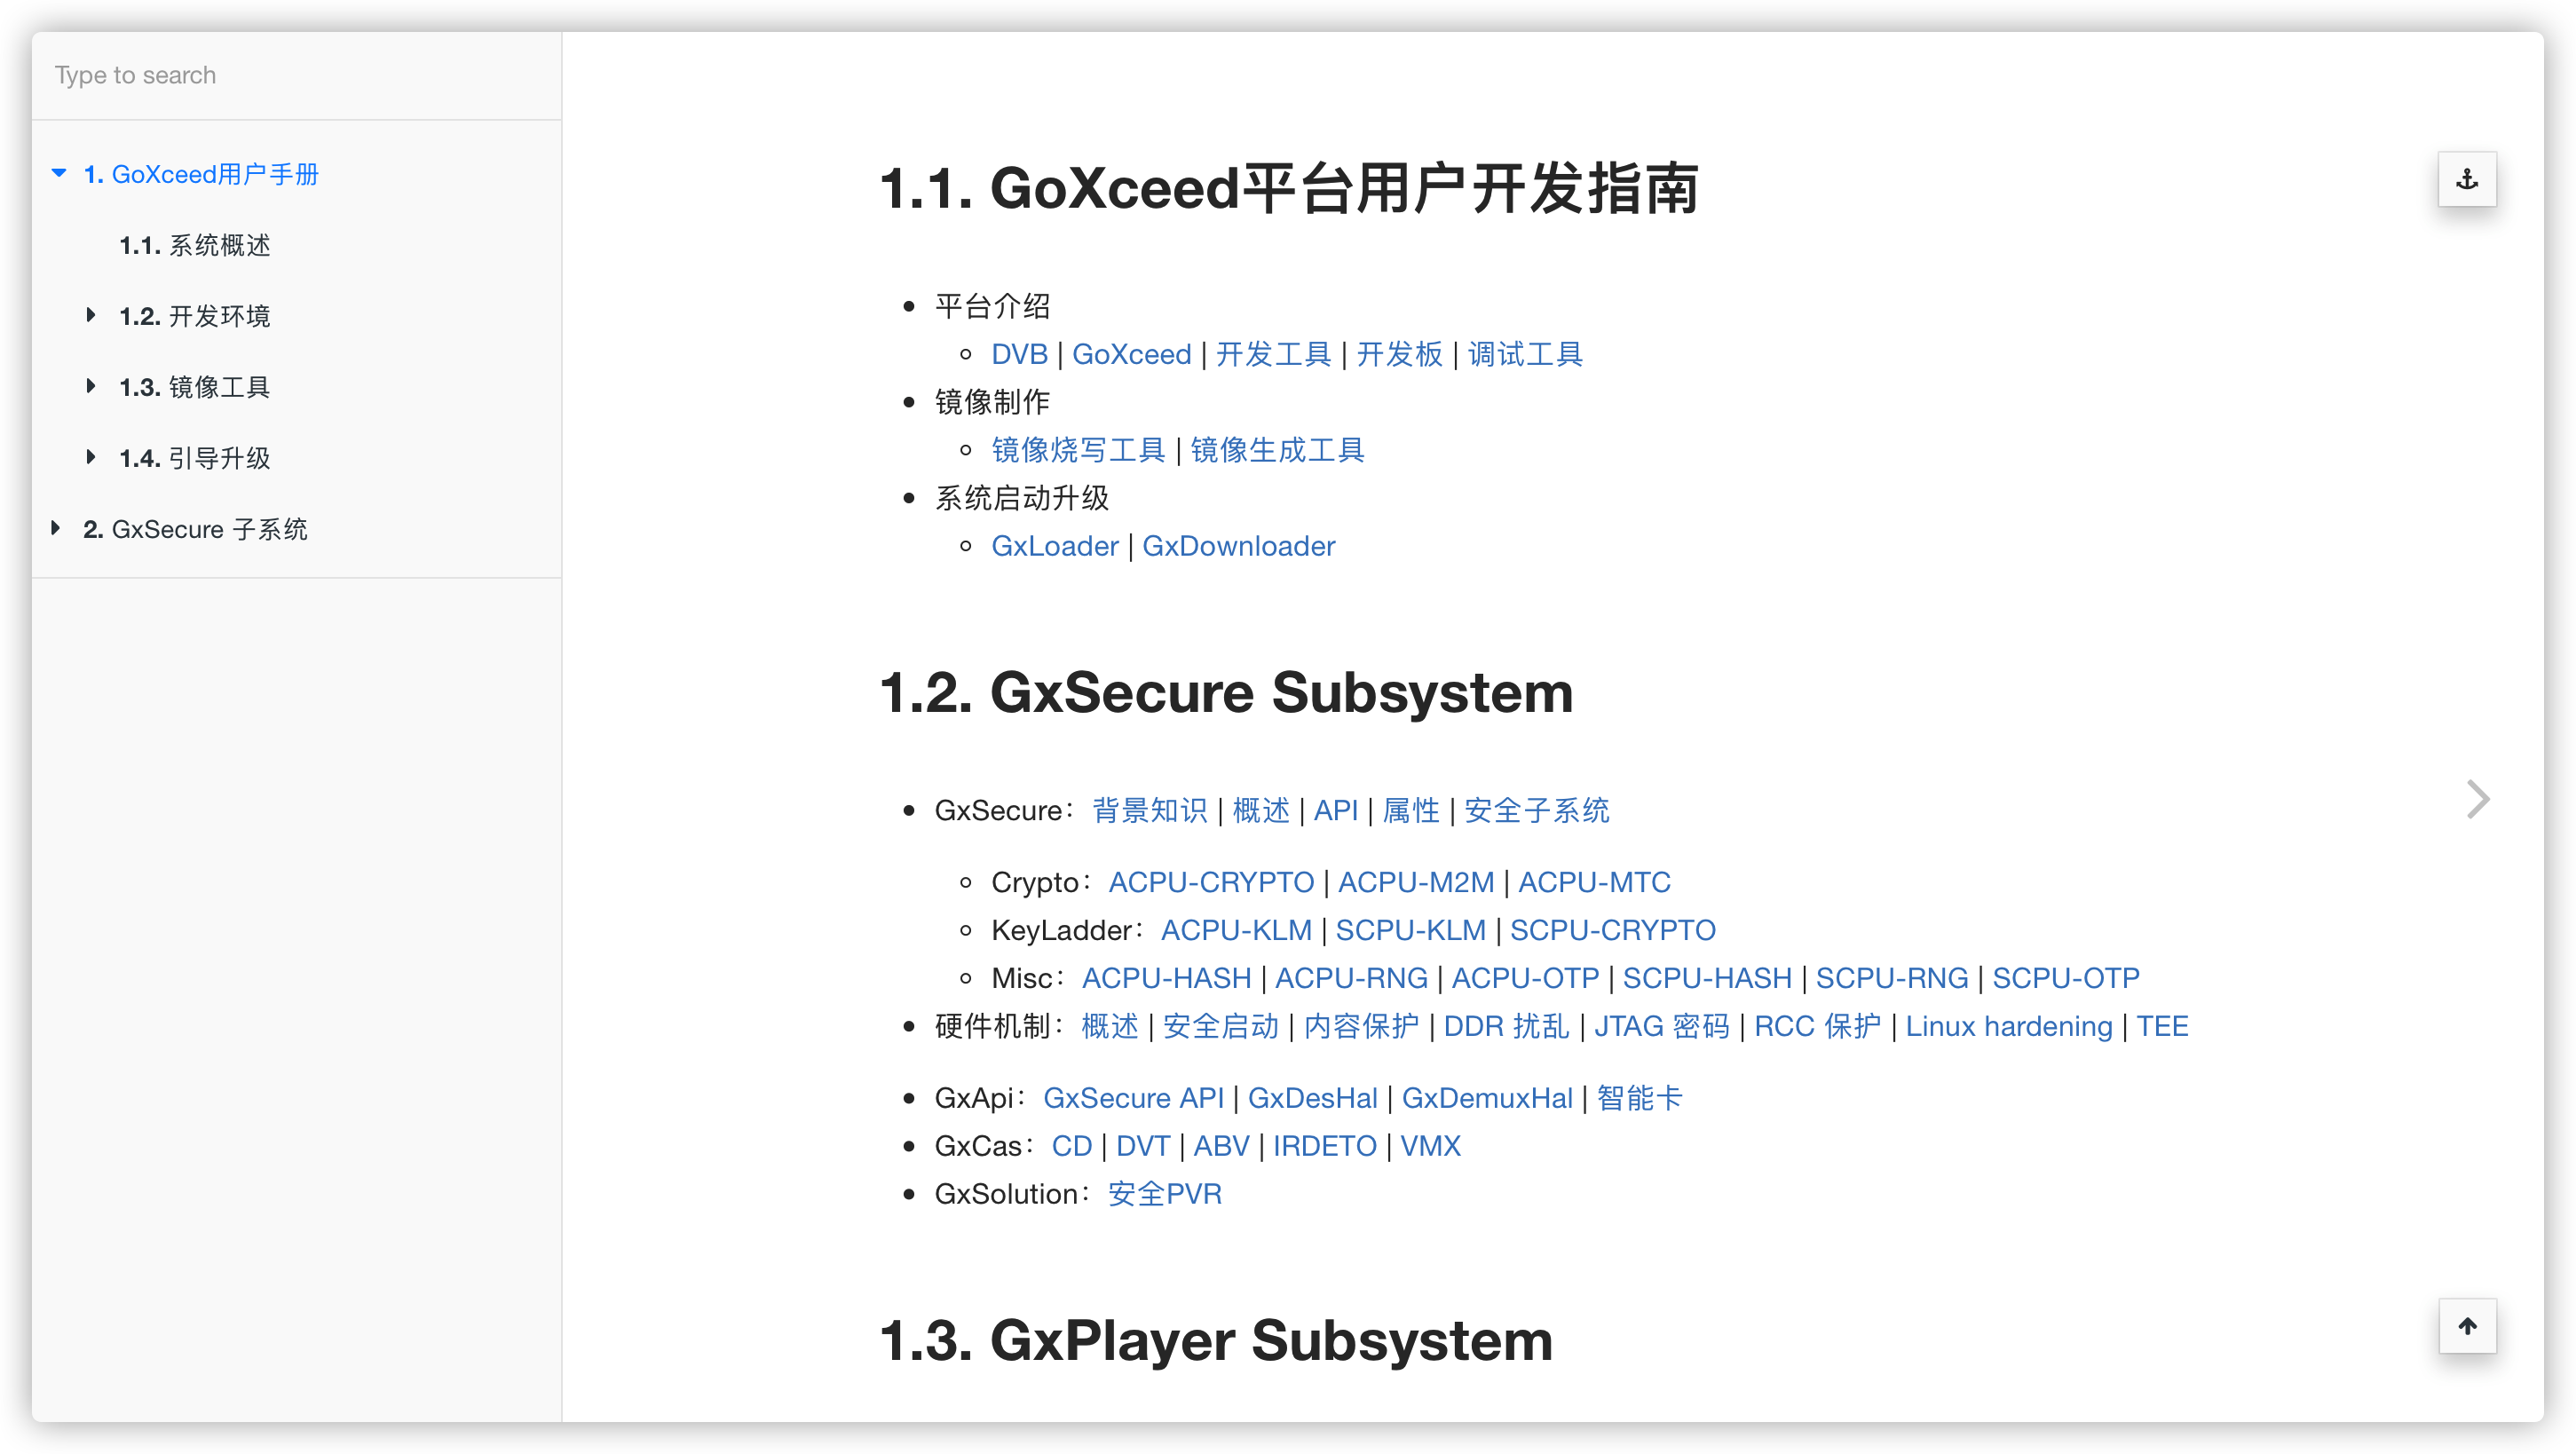 Type to search
1. GoXceed用户手册
1.1. 系统概述
1.2. 开发环境
1.3. 镜像工具
1.4. 引导升级
2. GxSecure 子系统
1.1. GoXceed平台用户开发指南
平台介绍
DVB | GoXceed | 开发工具 | 开发板 | 调试工具
镜像制作
镜像烧写工具 | 镜像生成工具
系统启动升级
GxLoader | GxDownloader
1.2. GxSecure Subsystem
GxSecure：背景知识 | 概述 | API | 属性 | 安全子系统
Crypto：ACPU-CRYPTO | ACPU-M2M | ACPU-MTC
KeyLadder：ACPU-KLM | SCPU-KLM | SCPU-CRYPTO
Misc：ACPU-HASH | ACPU-RNG | ACPU-OTP | SCPU-HASH | SCPU-RNG | SCPU-OTP
硬件机制：概述 | 安全启动 | 内容保护 | DDR 扰乱 | JTAG 密码 | RCC 保护 | Linux hardening | TEE
GxApi：GxSecure API | GxDesHal | GxDemuxHal | 智能卡
GxCas：CD | DVT | ABV | IRDETO | VMX
GxSolution：安全PVR
1.3. GxPlayer Subsystem